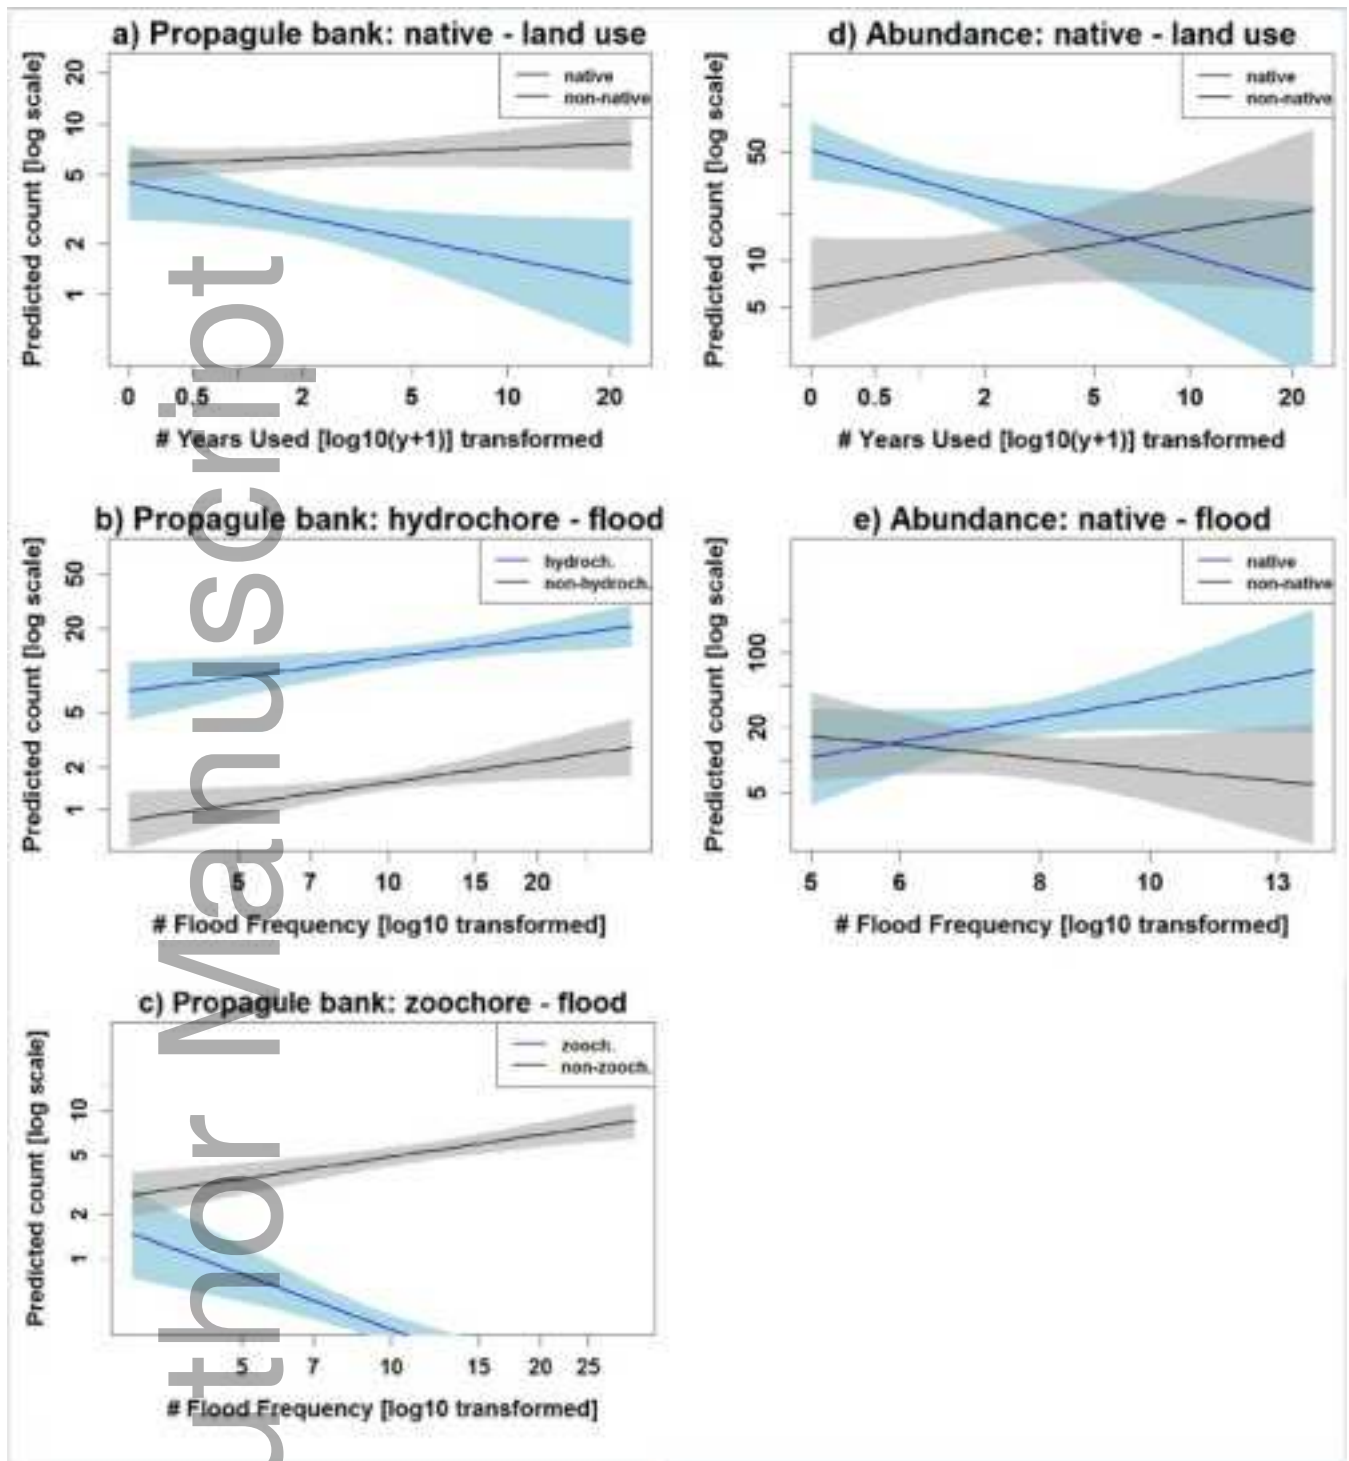 a) Propagule bank: native - land use
Predicted count [log scale]
20
10
5
2
1
native
non-native
0 0.5 2 5 10 20
# Years Used [log10(y+1)] transformed
d) Abundance: native - land use
Predicted count [log scale]
50
10
5
native
non-native
0 0.5 2 5 10 20
# Years Used [log10(y+1)] transformed
b) Propagule bank: hydrochore - flood
Predicted count [log scale]
50
20
5
2
1
hydroch.
non-hydroch.
5 7 10 15 20
# Flood Frequency [log10 transformed]
e) Abundance: native - flood
Predicted count [log scale]
100
20
5
native
non-native
5 6 8 10 13
# Flood Frequency [log10 transformed]
c) Propagule bank: zoochore - flood
Predicted count [log scale]
10
5
2
1
zooch.
non-zooch.
5 7 10 15 20 25
# Flood Frequency [log10 transformed]
uthor Manuscript